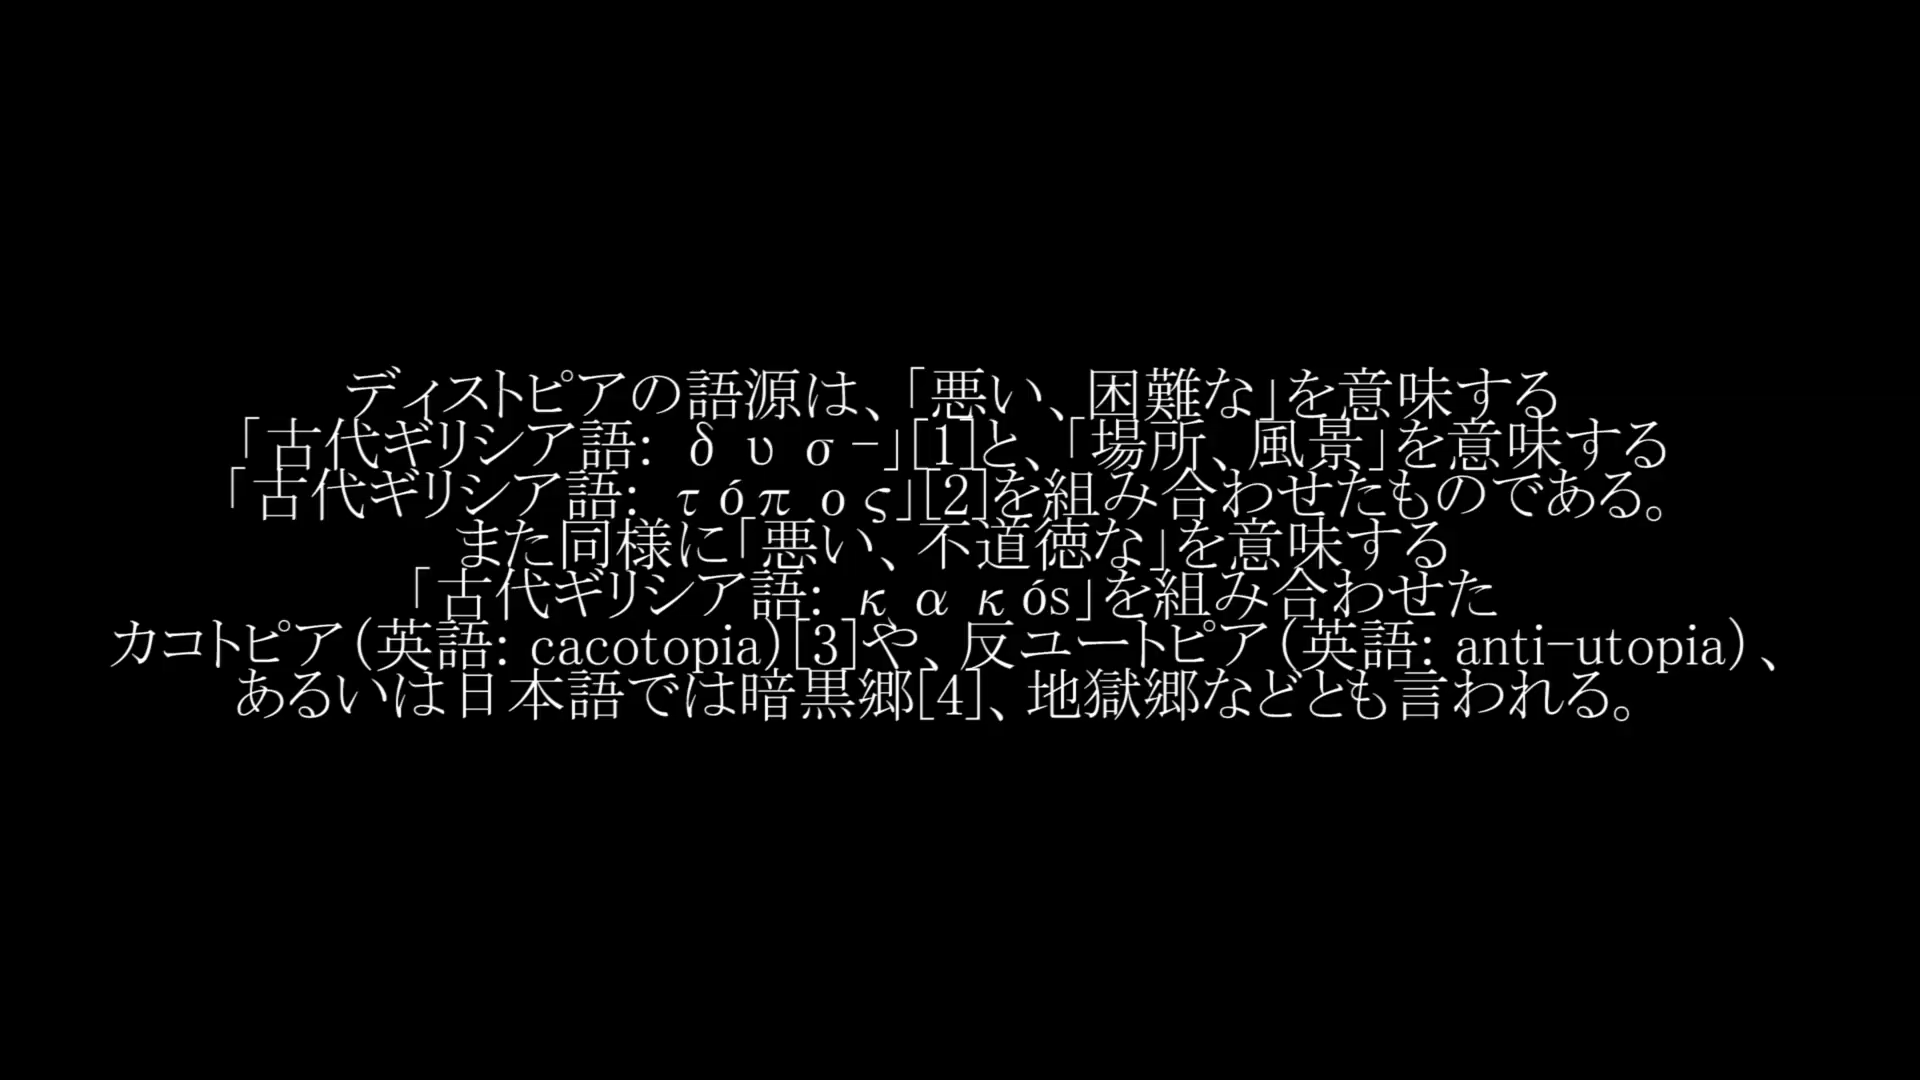 ディストピアの語源は、「悪い、困難な」を意味する
「古代ギリシア語: δυσ-」[1]と、「場所、風景」を意味する
「古代ギリシア語: τόπος」[2]を組み合わせたものである。
また同様に「悪い、不道徳な」を意味する
「古代ギリシア語: κακós」を組み合わせた
カコトピア（英語: cacotopia）[3]や、反ユートピア（英語: anti-utopia）、
あるいは日本語では暗黒郷[4]、地獄郷などとも言われる。